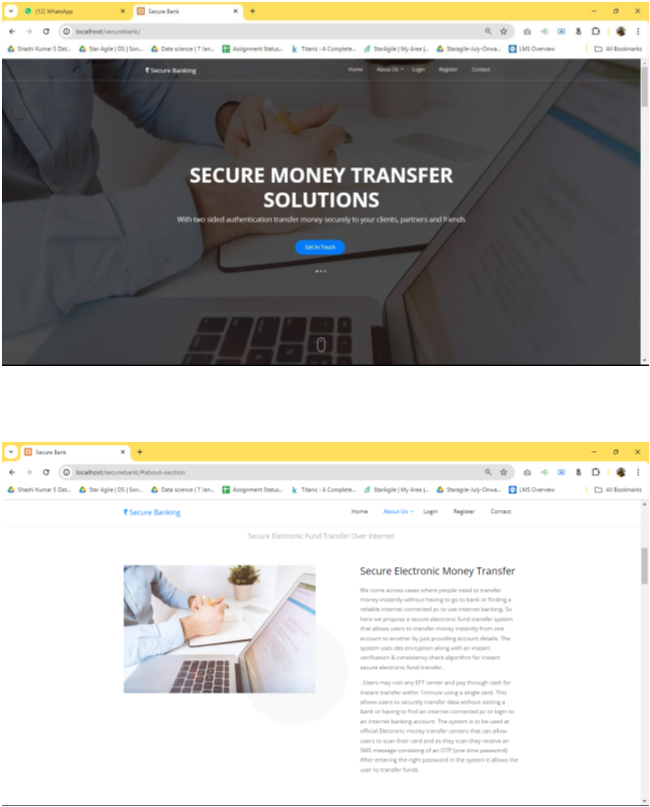 (12) WhatsApp
Secure Bank
localhost/securebank/
Shashi Kumar S Dat...
Star Agile | DS | Son...
Data science ( 7 Jan...
Assignment Status...
Titanic : A Complete...
StarAgile | My Area |...
Staragile-July-Onwa...
LMS Overview
All Bookmarks
₹ Secure Banking
Home
About Us
Login
Register
Contact
SECURE MONEY TRANSFER
SOLUTIONS
With two sided authentication transfer money securely to your clients, partners and friends
Get In Touch
Secure Bank
localhost/securebank/#about-section
Shashi Kumar S Dat...
Star Agile | DS | Son...
Data science ( 7 Jan...
Assignment Status...
Titanic : A Complete...
StarAgile | My Area |...
Staragile-July-Onwa...
LMS Overview
All Bookmarks
₹ Secure Banking
Home
About Us
Login
Register
Contact
Secure Electronic Fund Transfer Over Internet
Secure Electronic Money Transfer
We come across cases where people need to transfer
money instantly without having to go to bank or finding a
reliable internet connected pc to use internet banking. So
here we propose a secure electronic fund transfer system
that allows users to transfer money instantly from one
account to another by just providing account details. The
system uses des encryption along with an instant
verification & consistency check algorithm for instant
secure electronic fund transfer..
. Users may visit any EFT center and pay through cash for
instant transfer within 1minute using a single card. This
allows users to securely transfer data without visiting a
bank or having to find an internet connected pc to login to
an internet banking account. The system is to be used at
official Electronic money transfer centers that can allow
users to scan their card and as they scan they receive an
SMS message consisting of an OTP (one time password).
After entering the right password in the system it allows the
user to transfer funds.